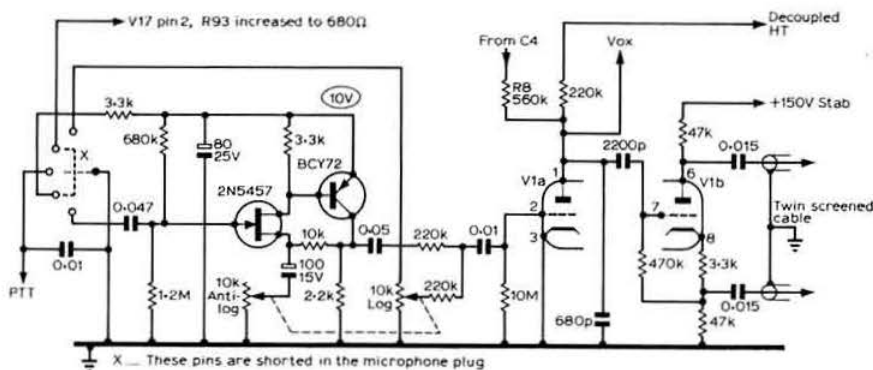 V17 pin 2, R93 increased to 680Ω
Decoupled
HT
From C4
Vox
R8
560k
220k
+150V Stab
3·3k
10V
680k
80
25V
3·3k
BCY72
47k
0·015
2200p
X
2N5457
V1a
1
6
V1b
2
7
3
8
0·047
0·05
220k
0·01
Twin screened
cable
10k
0·01
100
15V
470k
3·3k
PTT
1·2M
10k
Anti-
log
2·2k
10k
Log
220k
10M
680p
0·015
47k
X __ These pins are shorted in the microphone plug